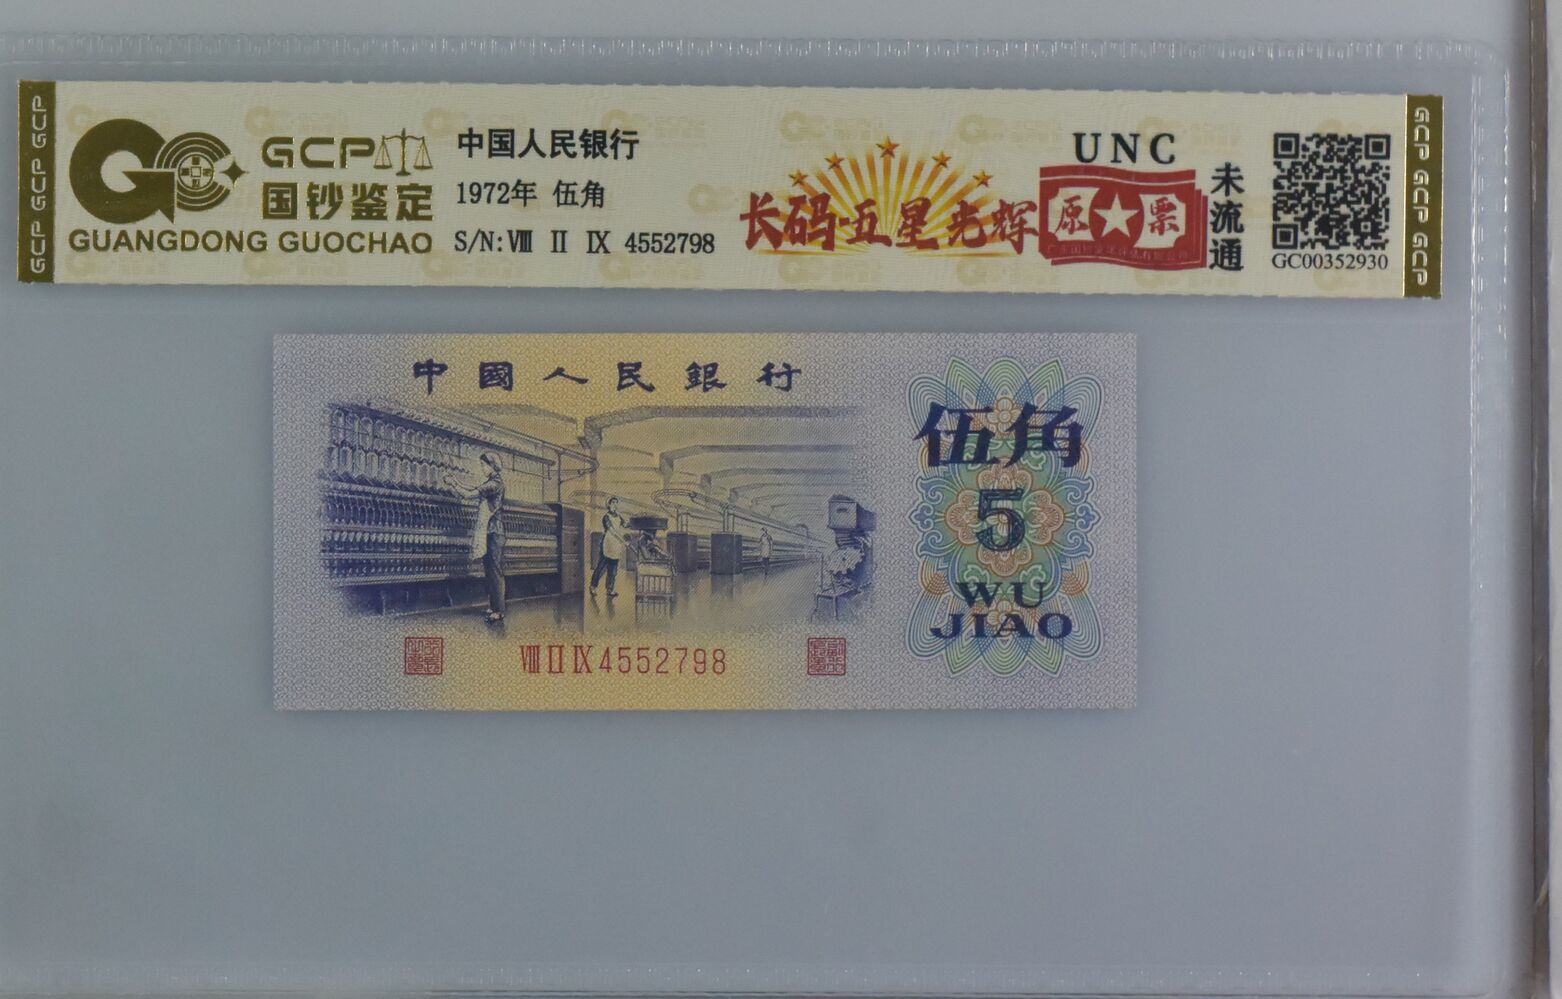 GCP GCP GCP
GCP
国钞鉴定
GUANGDONG GUOCHAO
中国人民银行
1972年 伍角
S/N:Ⅷ Ⅱ Ⅸ 4552798
长码·五星光辉
UNC
原★票
未流通
GC00352930
GCP GCP GCP
中國人民銀行
伍角
5
WU
JIAO
Ⅷ Ⅱ Ⅸ 4552798